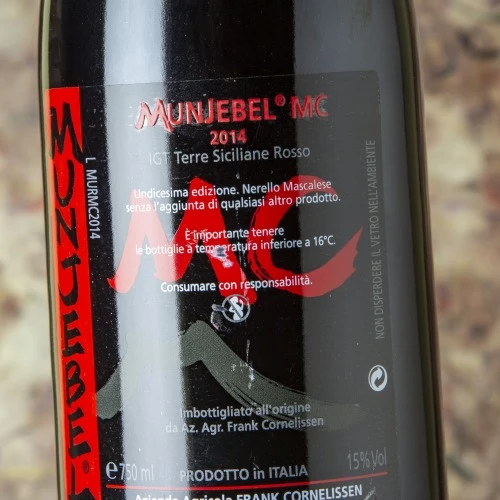 MUNJEBEL® MC
2014
IGT Terre Siciliane Rosso
Undicesima edizione. Nerello Mascalese
senza l'aggiunta di qualsiasi altro prodotto.
MC
È importante tenere
le bottiglie a temperatura inferiore a 16°C.
Consumare con responsabilità.
Imbottigliato all'origine
da Az. Agr. Frank Cornelissen
℮750 ml
PRODOTTO in ITALIA
15% Vol
Azienda Agricola FRANK CORNELISSEN
L MURMC2014
MUNJEBEL®
NON DISPERDERE IL VETRO NELL'AMBIENTE